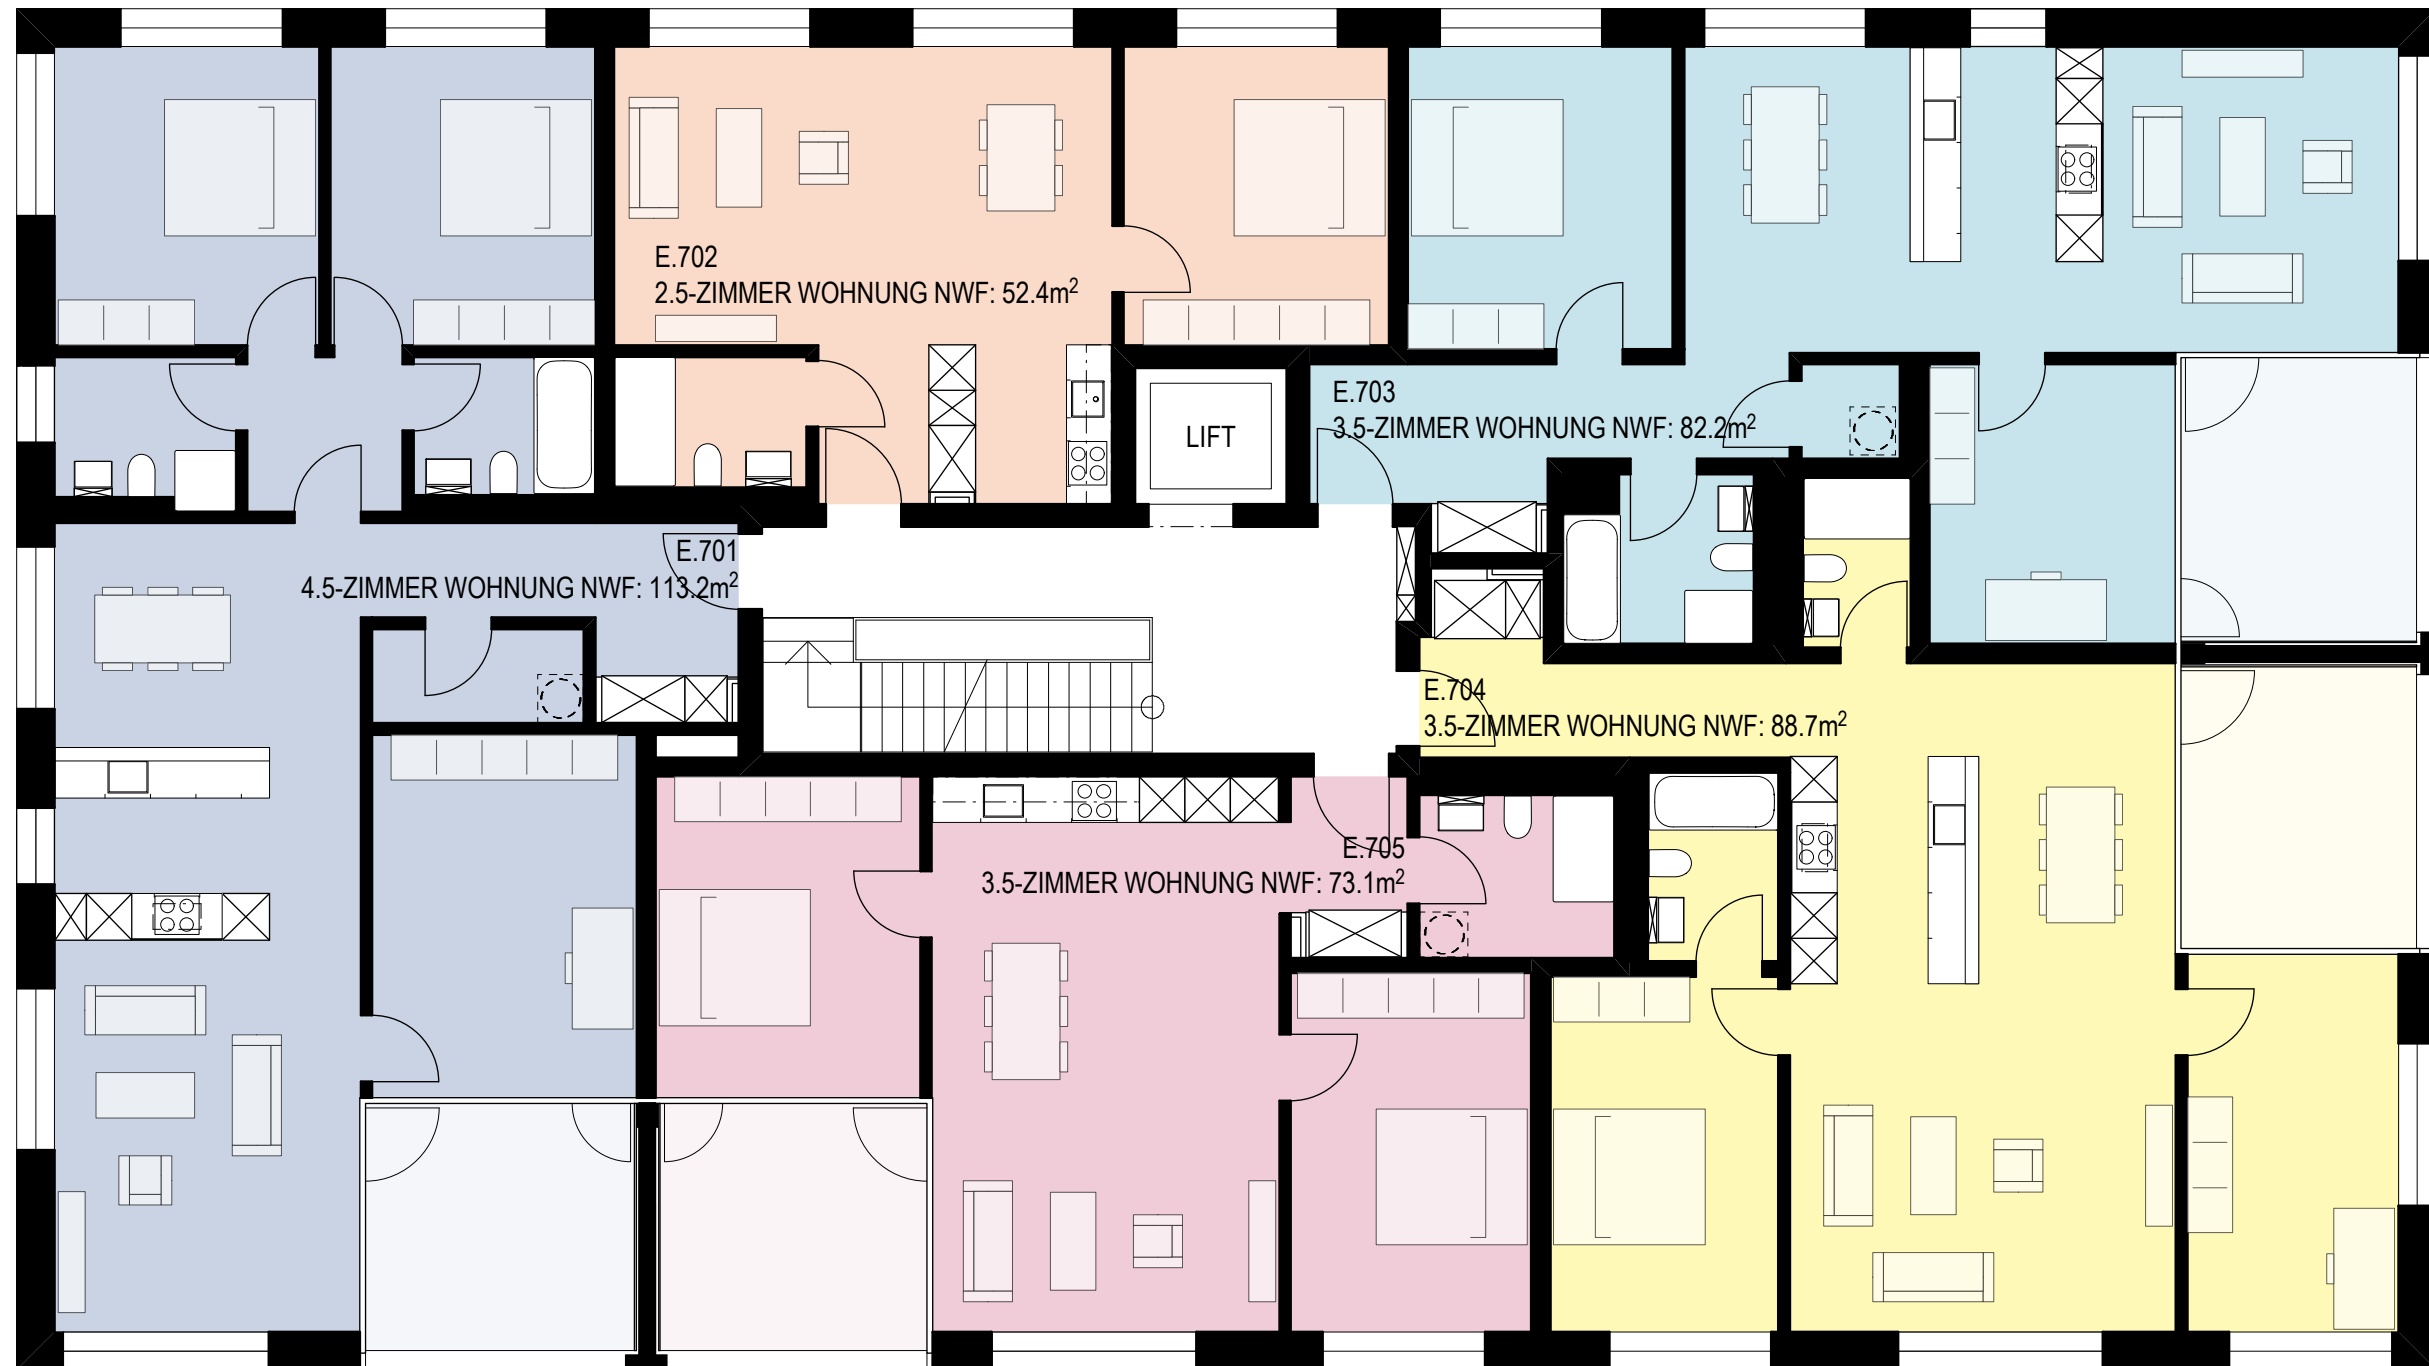 E.702
2.5-ZIMMER WOHNUNG NWF: 52.4m²
E.703
3.5-ZIMMER WOHNUNG NWF: 82.2m²
LIFT
E.701
4.5-ZIMMER WOHNUNG NWF: 113.2m²
E.704
3.5-ZIMMER WOHNUNG NWF: 88.7m²
E.705
3.5-ZIMMER WOHNUNG NWF: 73.1m²